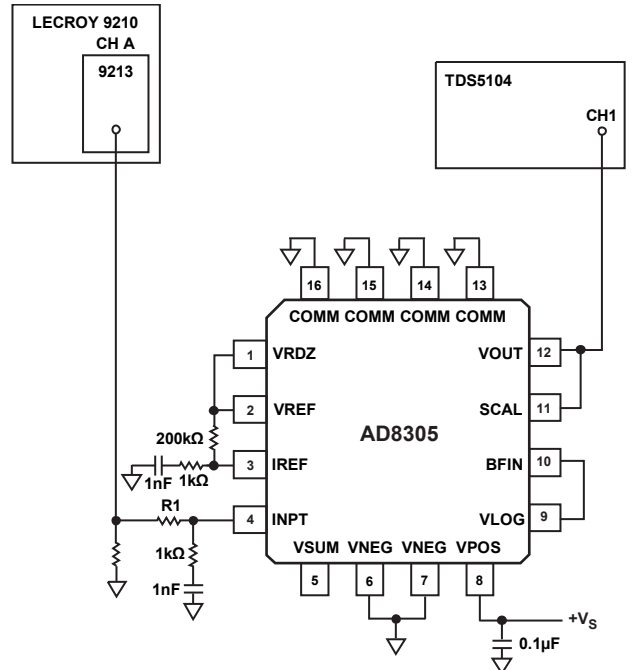 LECROY 9210
CH A
9213
TDS5104
CH1
16
15
14
13
COMM COMM COMM COMM
1
VRDZ
VOUT
12
2
VREF
SCAL
11
200kΩ
AD8305
3
IREF
BFIN
10
1nF
1kΩ
R1
4
INPT
VLOG
9
1kΩ
VSUM VNEG VNEG VPOS
1nF
5
6
7
8
+VS
0.1µF